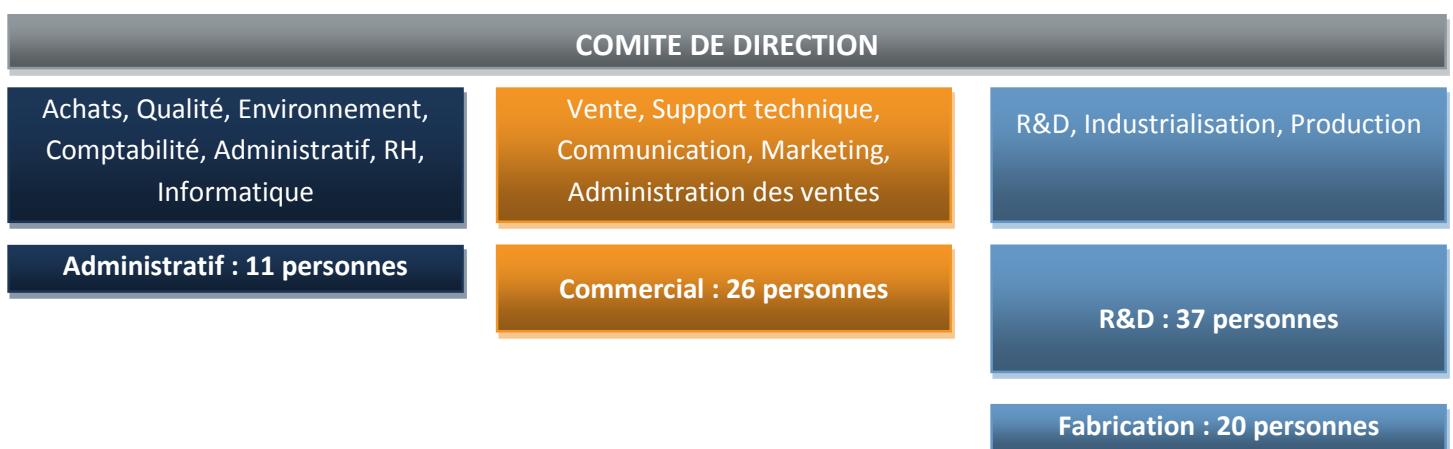 COMITE DE DIRECTION
Achats, Qualité, Environnement,
Comptabilité, Administratif, RH,
Informatique
Vente, Support technique,
Communication, Marketing,
Administration des ventes
R&D, Industrialisation, Production
Administratif : 11 personnes
Commercial : 26 personnes
R&D : 37 personnes
Fabrication : 20 personnes